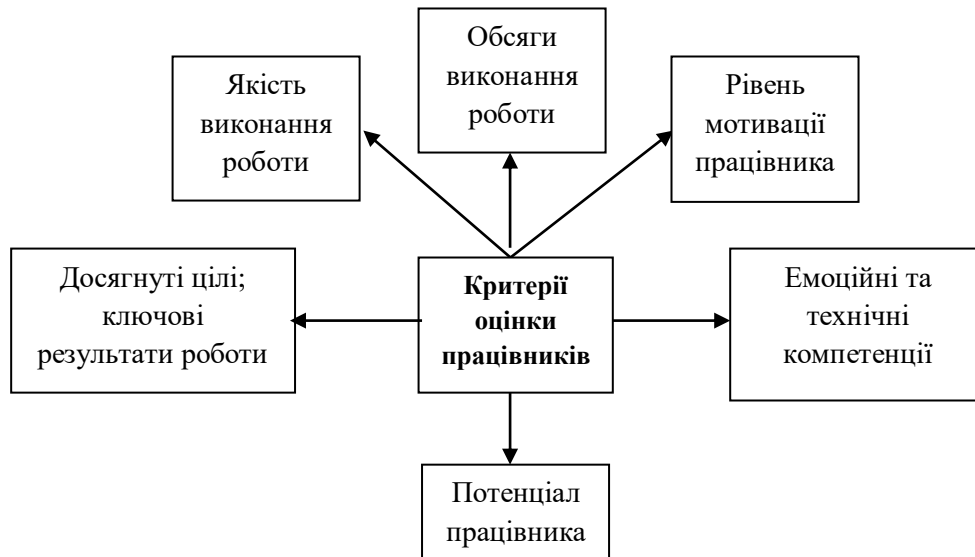 Обсяги
виконання
роботи
Якість
виконання
роботи
Рівень
мотивації
працівника
Досягнуті цілі;
ключові
результати роботи
Критерії
оцінки
працівників
Емоційні та
технічні
компетенції
Потенціал
працівника